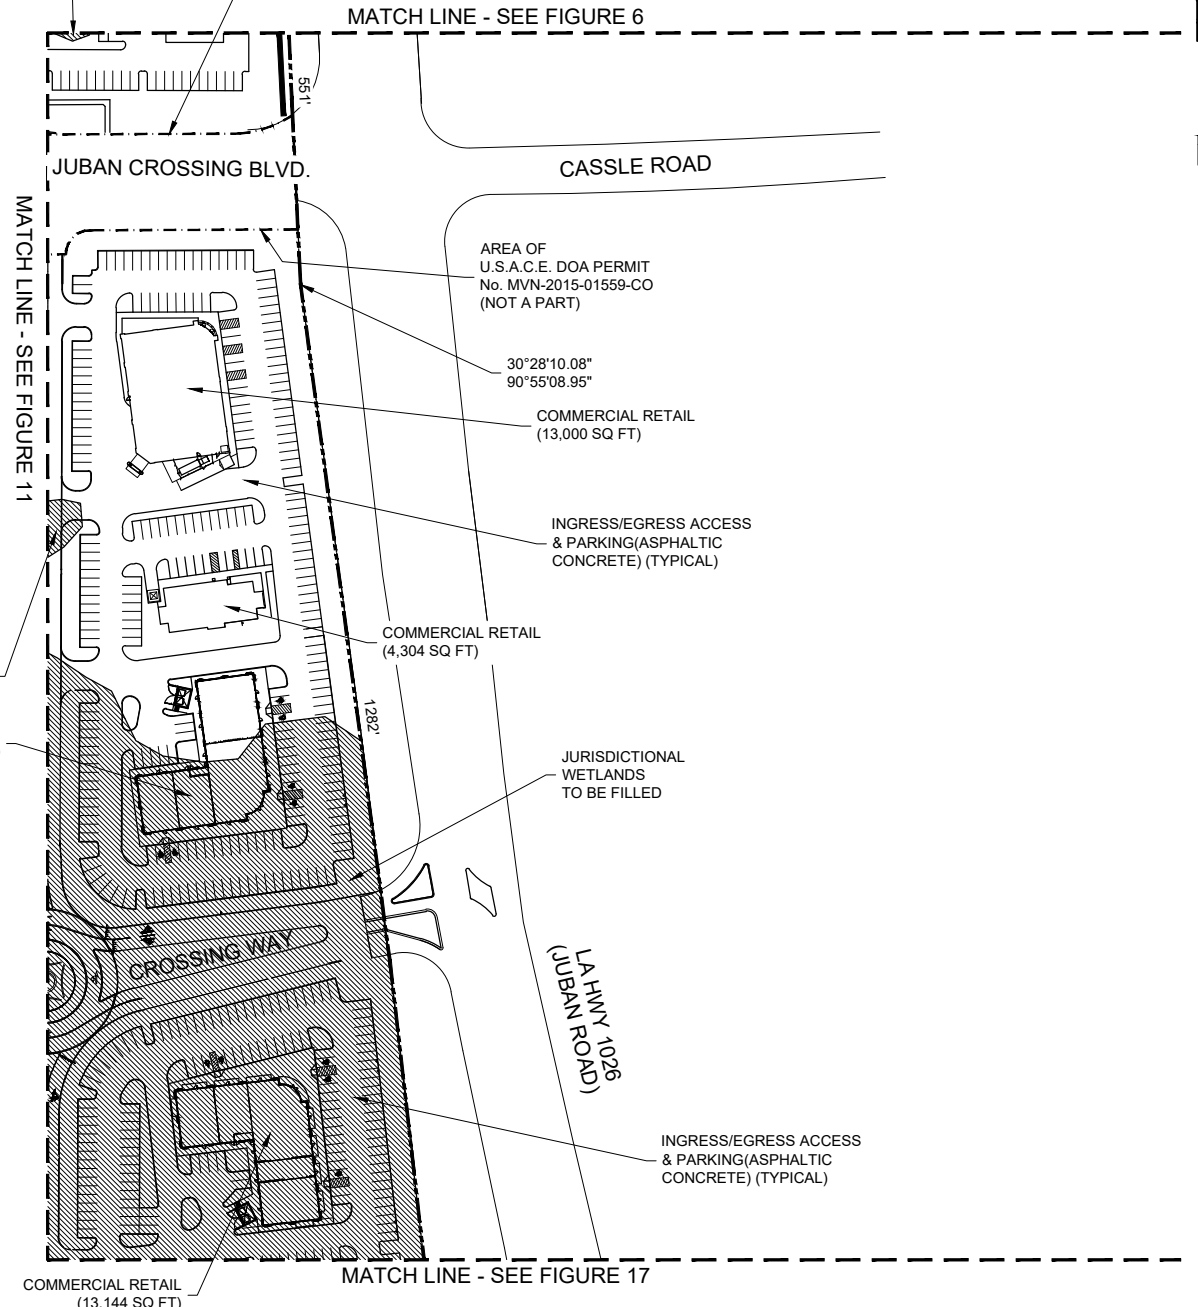 MATCH LINE - SEE FIGURE 6
551'
JUBAN CROSSING BLVD.
CASSLE ROAD
MATCH LINE - SEE FIGURE 11
AREA OF
U.S.A.C.E. DOA PERMIT
No. MVN-2015-01559-CO
(NOT A PART)
30°28'10.08"
90°55'08.95"
COMMERCIAL RETAIL
(13,000 SQ FT)
INGRESS/EGRESS ACCESS
& PARKING(ASPHALTIC
CONCRETE) (TYPICAL)
COMMERCIAL RETAIL
(4,304 SQ FT)
1282'
JURISDICTIONAL
WETLANDS
TO BE FILLED
CROSSING WAY
LA HWY 1026
(JUBAN ROAD)
INGRESS/EGRESS ACCESS
& PARKING(ASPHALTIC
CONCRETE) (TYPICAL)
MATCH LINE - SEE FIGURE 17
COMMERCIAL RETAIL
(13,144 SQ FT)